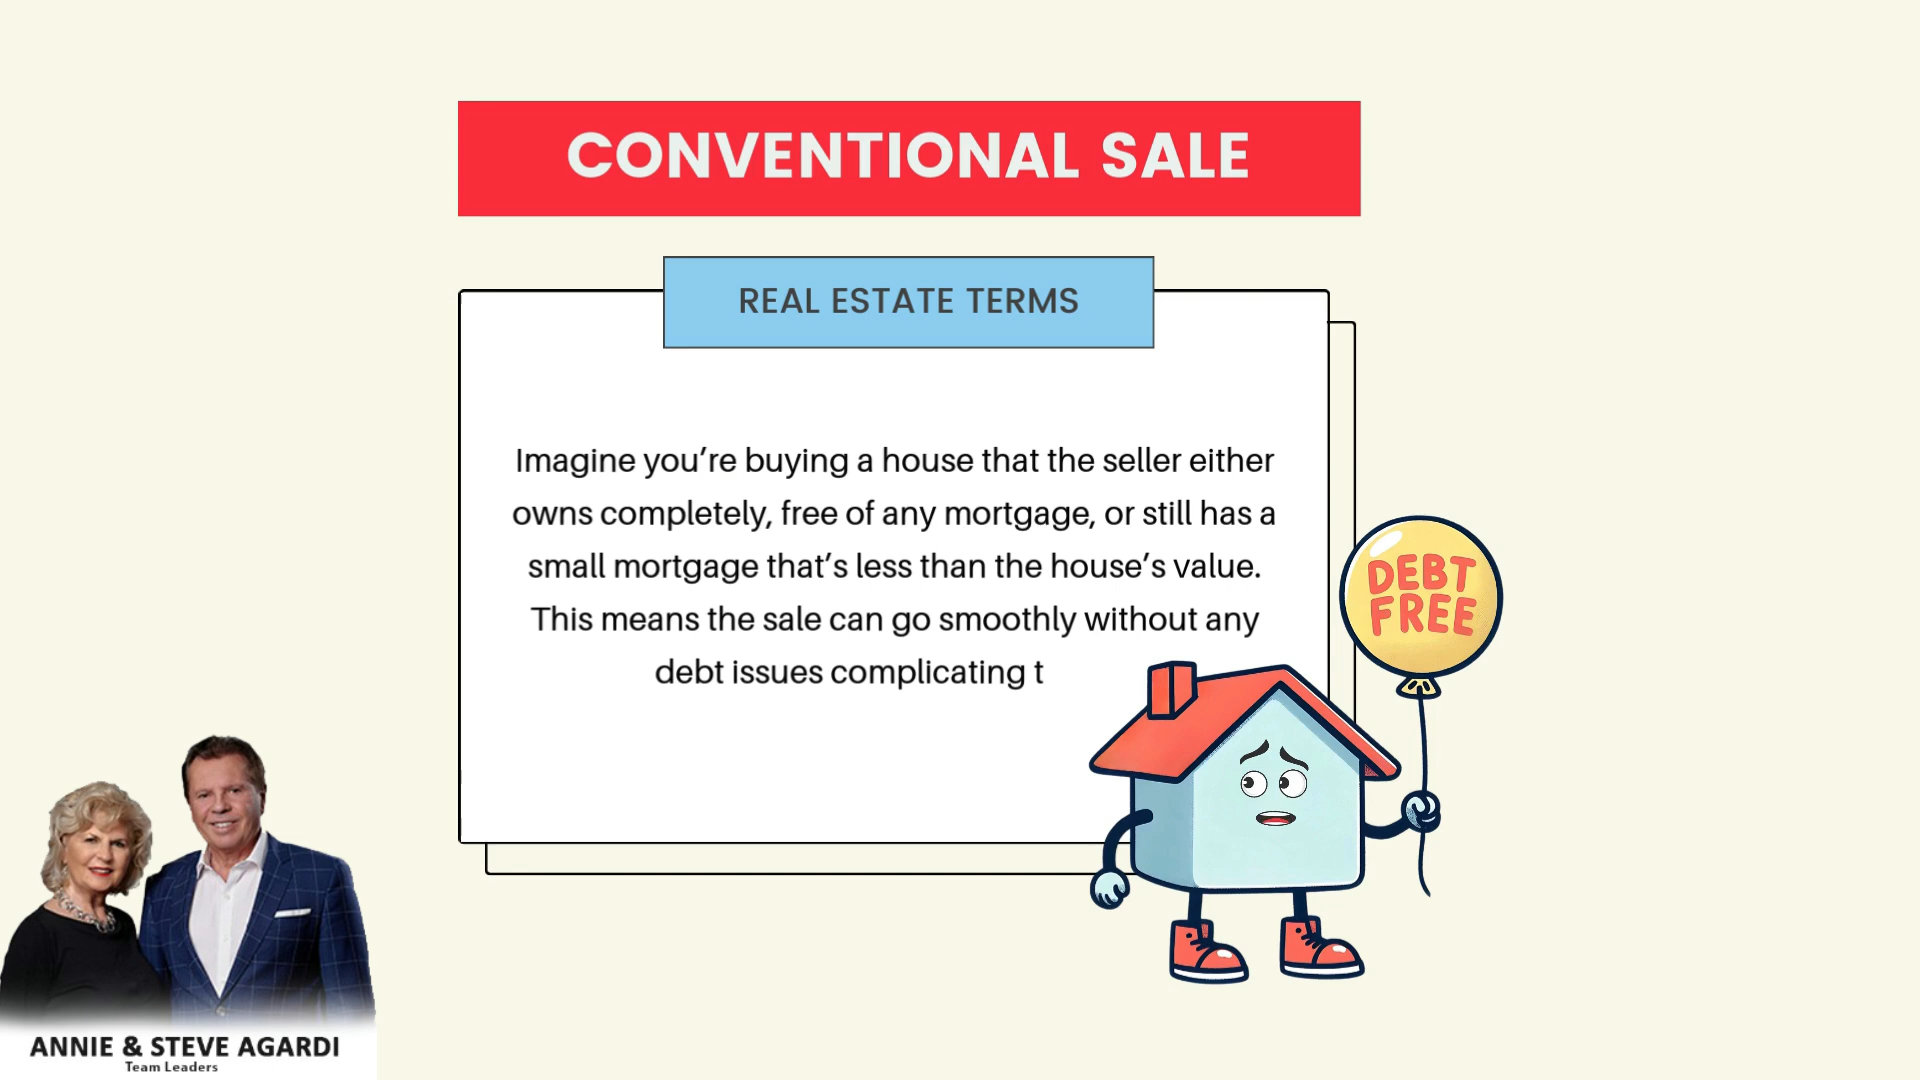 CONVENTIONAL SALE
REAL ESTATE TERMS
Imagine you’re buying a house that the seller either
owns completely, free of any mortgage, or still has a
small mortgage that’s less than the house’s value.
This means the sale can go smoothly without any
debt issues complicating t
DEBT
FREE
ANNIE & STEVE AGARDI
Team Leaders